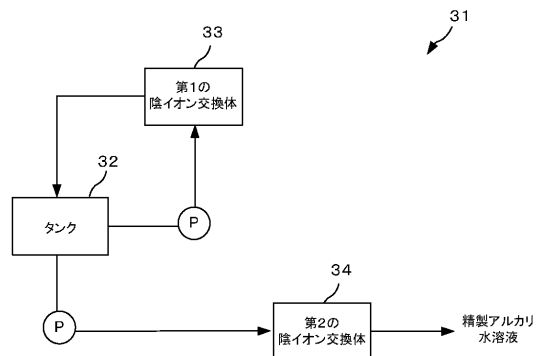 31
33
第1の
陰イオン交換体
32
タンク
P
34
P
第2の
陰イオン交換体
精製アルカリ
水溶液